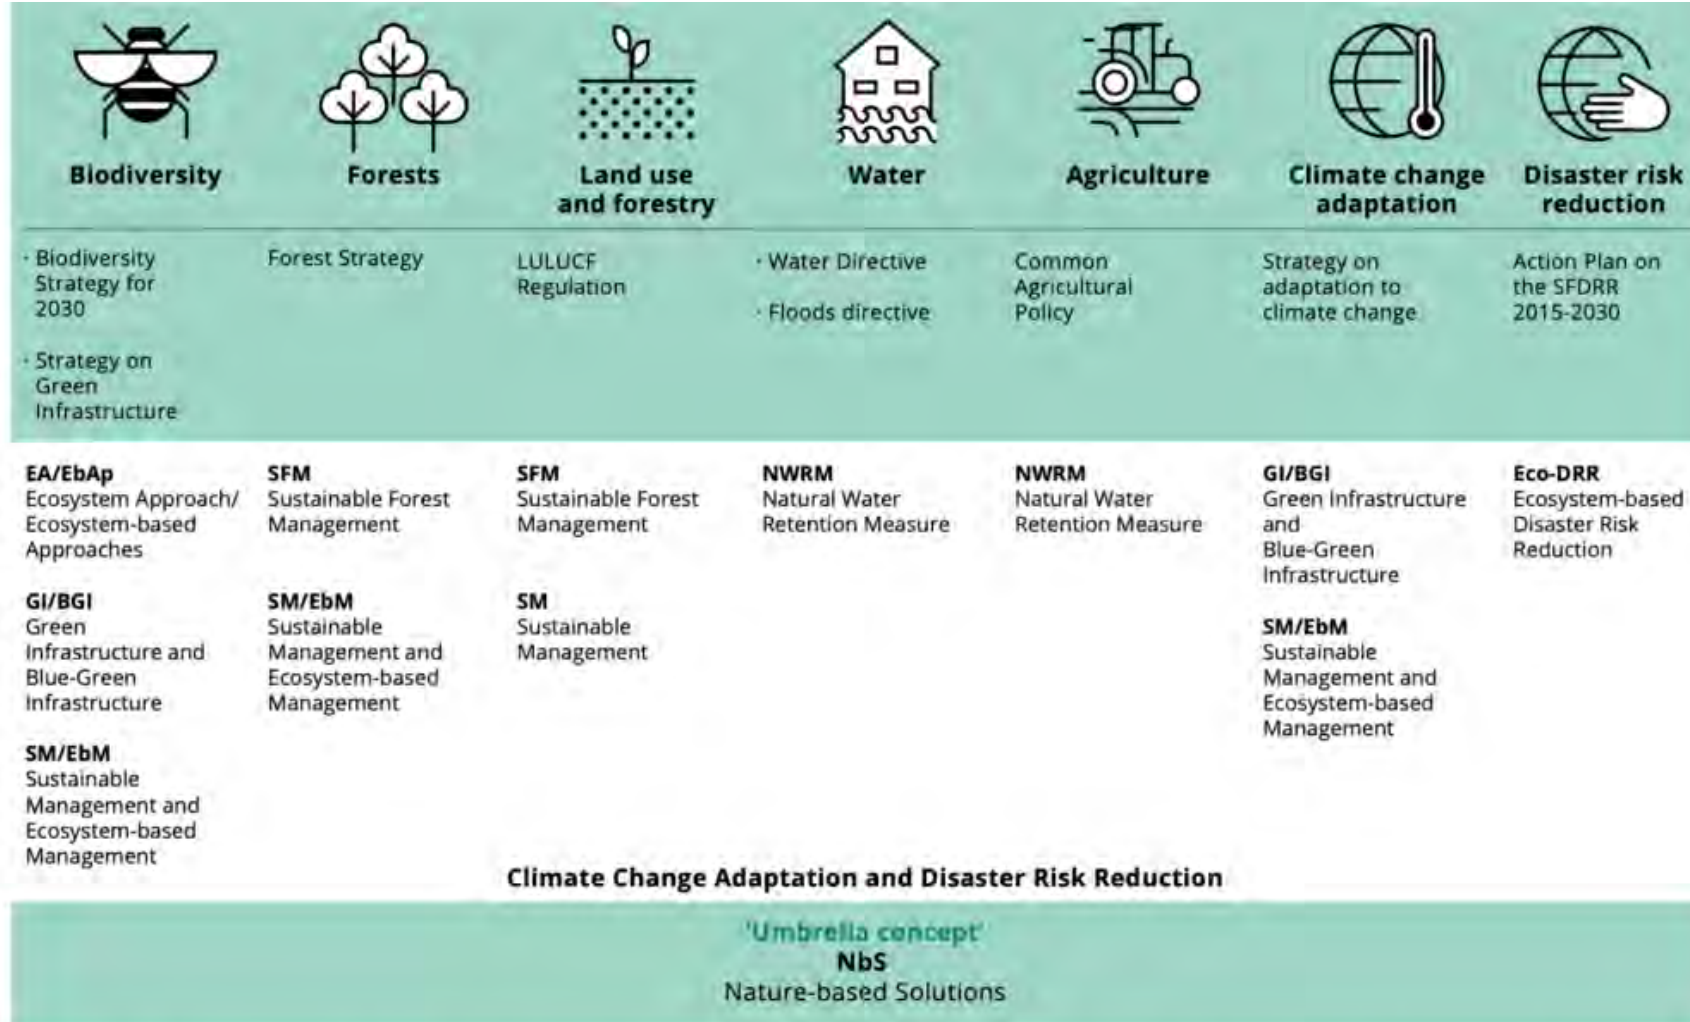 Biodiversity
Forests
Land use
and forestry
Water
Agriculture
Climate change
adaptation
Disaster risk
reduction
· Biodiversity
Strategy for
2030
· Strategy on
Green
Infrastructure
Forest Strategy
LULUCF
Regulation
· Water Directive
· Floods directive
Common
Agricultural
Policy
Strategy on
adaptation to
climate change
Action Plan on
the SFDRR
2015-2030
EA/EbAp
Ecosystem Approach/
Ecosystem-based
Approaches
GI/BGI
Green
Infrastructure and
Blue-Green
Infrastructure
SM/EbM
Sustainable
Management and
Ecosystem-based
Management
SFM
Sustainable Forest
Management
SM/EbM
Sustainable
Management and
Ecosystem-based
Management
SFM
Sustainable Forest
Management
SM
Sustainable
Management
NWRM
Natural Water
Retention Measure
NWRM
Natural Water
Retention Measure
GI/BGI
Green Infrastructure
and
Blue-Green
Infrastructure
SM/EbM
Sustainable
Management and
Ecosystem-based
Management
Eco-DRR
Ecosystem-based
Disaster Risk
Reduction
Climate Change Adaptation and Disaster Risk Reduction
'Umbrella concept'
NbS
Nature-based Solutions